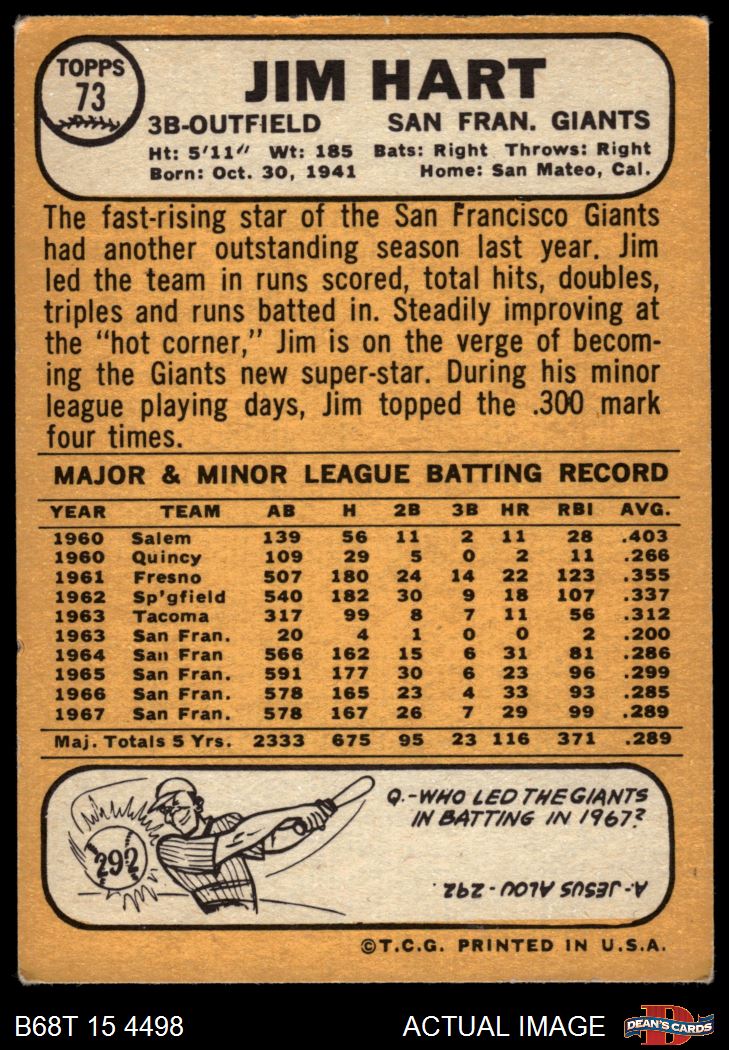 TOPPS
73
JIM HART
3B-OUTFIELD SAN FRAN. GIANTS
Ht: 5'11" Wt: 185 Bats: Right Throws: Right
Born: Oct. 30, 1941 Home: San Mateo, Cal.
The fast-rising star of the San Francisco Giants
had another outstanding season last year. Jim
led the team in runs scored, total hits, doubles,
triples and runs batted in. Steadily improving at
the "hot corner," Jim is on the verge of becom-
ing the Giants new super-star. During his minor
league playing days, Jim topped the .300 mark
four times.
MAJOR & MINOR LEAGUE BATTING RECORD
YEAR TEAM AB H 2B 3B HR RBI AVG.
1960 Salem 139 56 11 2 11 28 .403
1960 Quincy 109 29 5 0 2 11 .266
1961 Fresno 507 180 24 14 22 123 .355
1962 Sp'gfield 540 182 30 9 18 107 .337
1963 Tacoma 317 99 8 7 11 56 .312
1963 San Fran. 20 4 1 0 0 2 .200
1964 San Fran 566 162 15 6 31 81 .286
1965 San Fran. 591 177 30 6 23 96 .299
1966 San Fran. 578 165 23 4 33 93 .285
1967 San Fran. 578 167 26 7 29 99 .289
Maj. Totals 5 Yrs. 2333 675 95 23 116 371 .289
Q.-WHO LED THE GIANTS
IN BATTING IN 1967?
292
A-JESUS ALOU-292.
©T.C.G. PRINTED IN U.S.A.
B68T 15 4498 ACTUAL IMAGE D DEAN'S CARDS